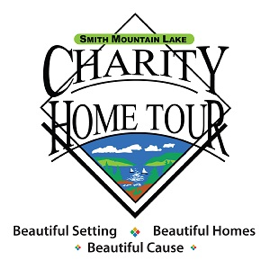 SMITH MOUNTAIN LAKE
CHARITY
HOME TOUR
Beautiful Setting Beautiful Homes
Beautiful Cause